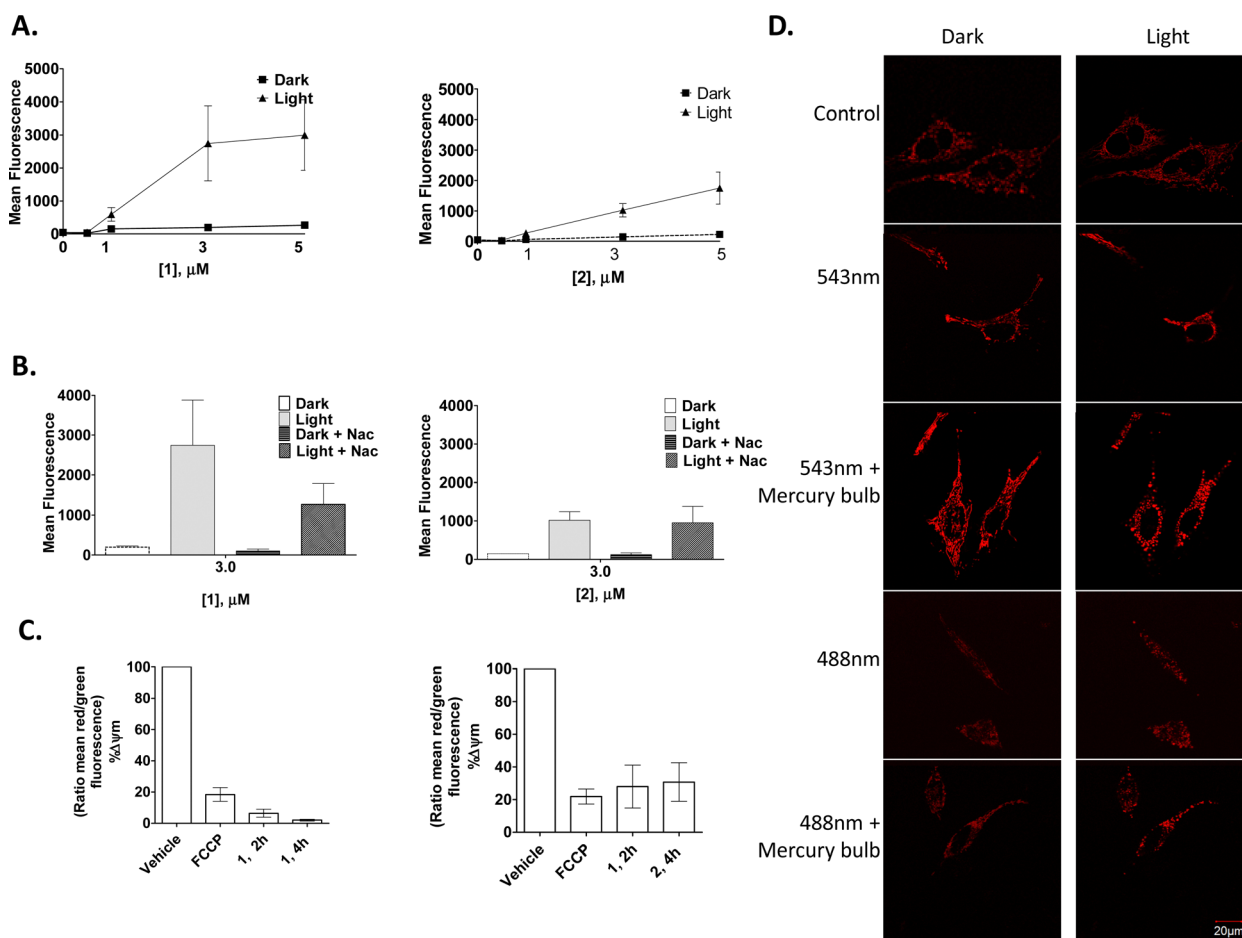 A.
5000
4000
3000
2000
1000
0
Mean Fluorescence
Dark
Light
0
1
3
5
[1], μM
5000
4000
3000
2000
1000
0
Mean Fluorescence
Dark
Light
0
1
3
5
[2], μM
B.
4000
3000
2000
1000
0
Mean Fluorescence
Dark
Light
Dark + Nac
Light + Nac
3.0
[1], μM
4000
3000
2000
1000
0
Mean Fluorescence
Dark
Light
Dark + Nac
Light + Nac
3.0
[2], μM
C.
(Ratio mean red/green
fluorescence)
%Δψm
100
80
60
40
20
0
Vehicle
FCCP
1, 2h
1, 4h
(Ratio mean red/green
fluorescence)
%Δψm
100
80
60
40
20
0
Vehicle
FCCP
1, 2h
2, 4h
D.
Dark
Light
Control
543nm
543nm +
Mercury bulb
488nm
488nm +
Mercury bulb
20μm